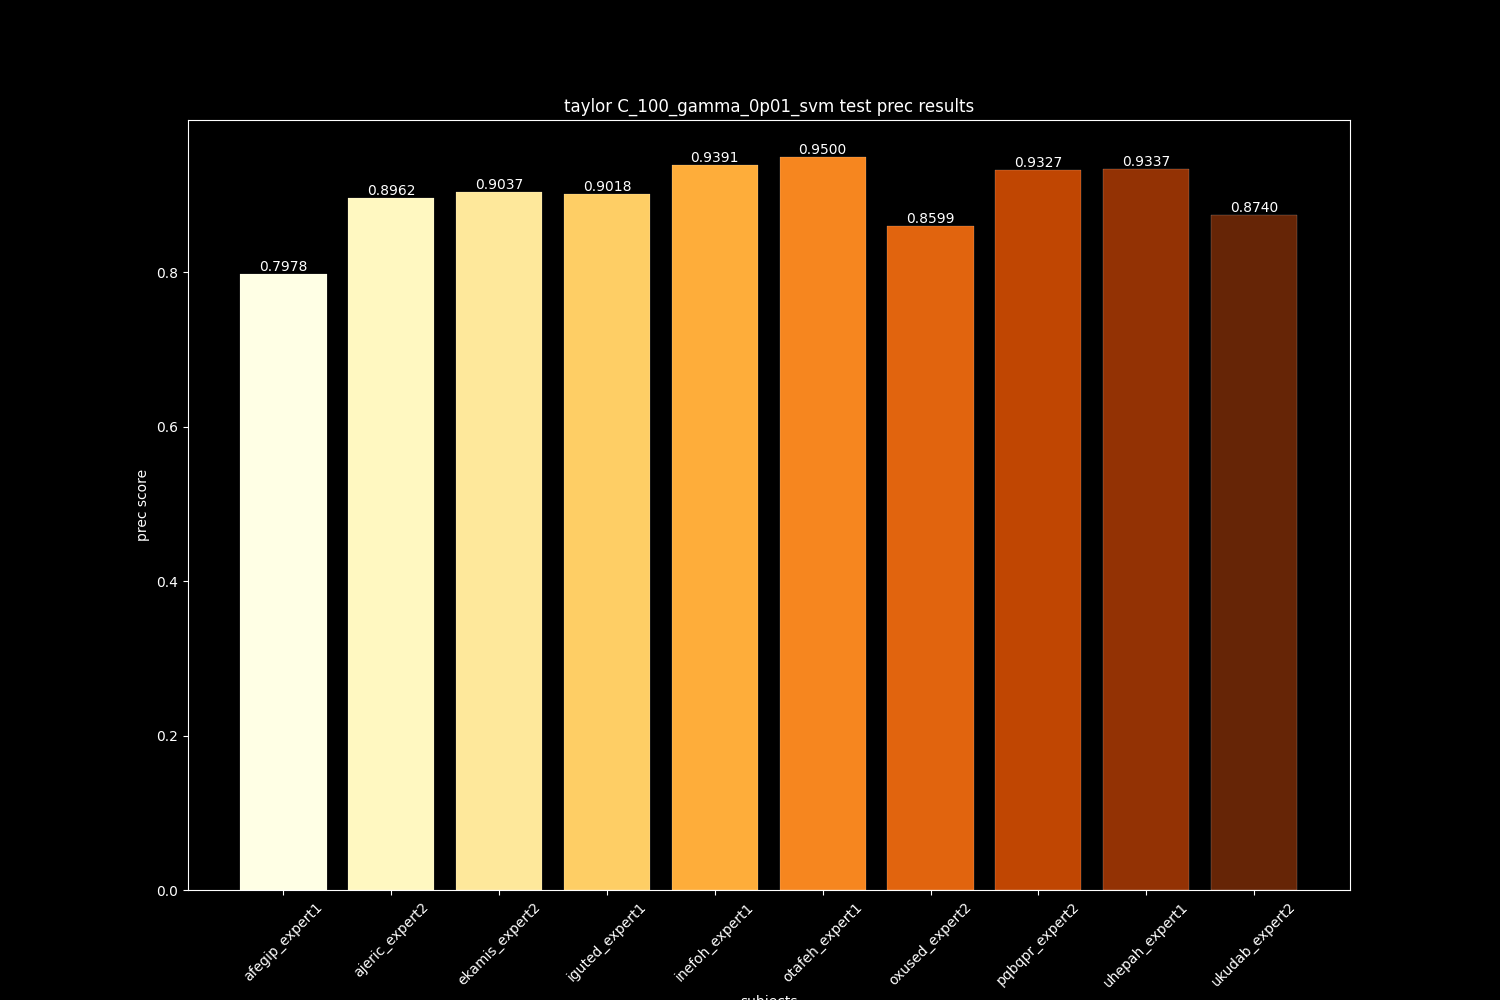 taylor C_100_gamma_0p01_svm test prec results
0.7978
0.8962
0.9037
0.9018
0.9391
0.9500
0.8599
0.9327
0.9337
0.8740
0.8
0.6
0.4
0.2
0.0
prec score
afegip_expert1
ajeric_expert2
ekamis_expert2
iguted_expert1
inefoh_expert1
otafeh_expert1
oxused_expert2
pqbqpr_expert2
uhepah_expert1
ukudab_expert2
subjects